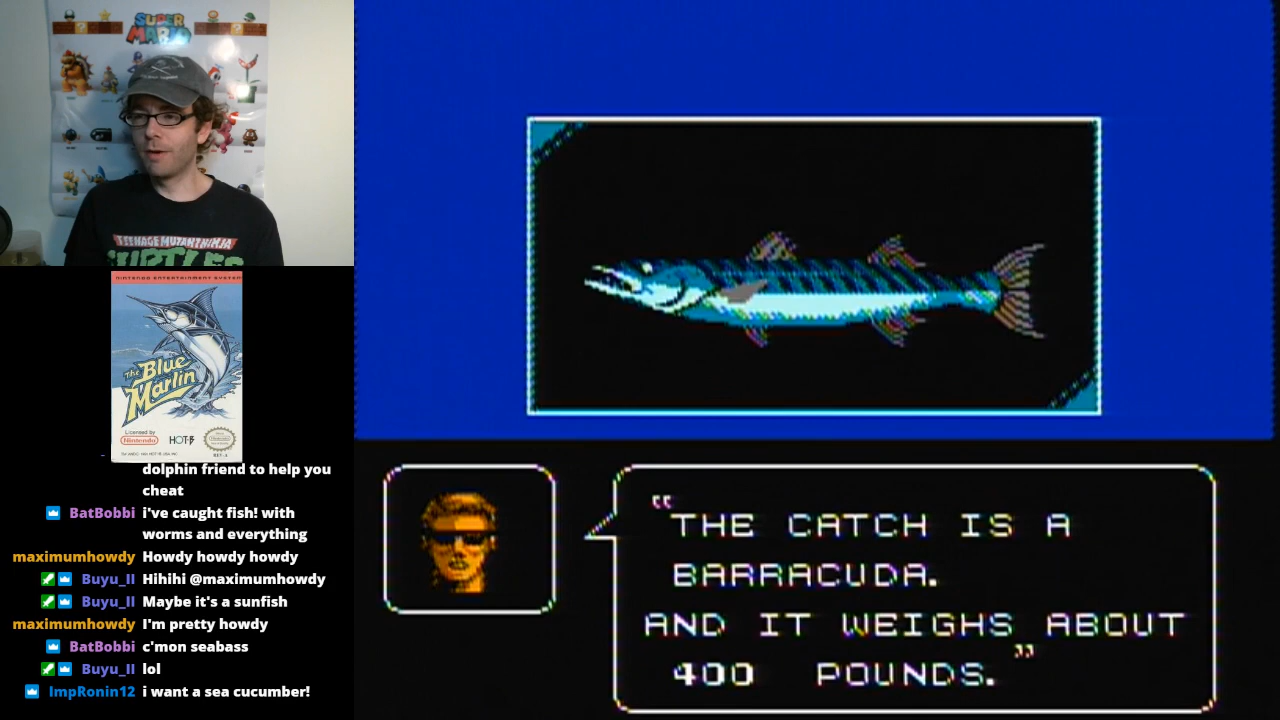 SUPER
MARIO
TEENAGE MUTANT NINJA
TURTLES
NINTENDO ENTERTAINMENT SYSTEM
The Blue
Marlin
Licensed by
Nintendo
HOT·B
dolphin friend to help you
cheat
BatBobbi i've caught fish! with
worms and everything
maximumhowdy Howdy howdy howdy
Buyu_II Hihihi @maximumhowdy
Buyu_II Maybe it's a sunfish
maximumhowdy I'm pretty howdy
BatBobbi c'mon seabass
Buyu_II lol
ImpRonin12 i want a sea cucumber!
“THE CATCH IS A
BARRACUDA.
AND IT WEIGHS ABOUT
400 POUNDS.”